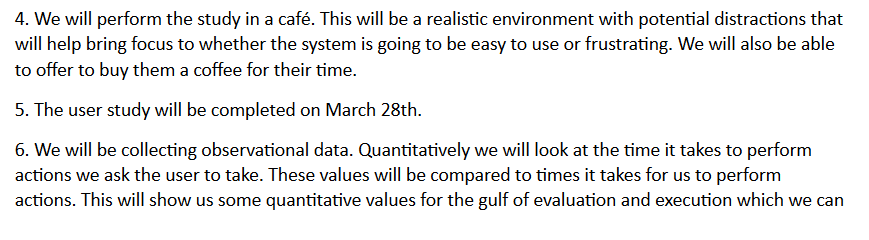 4. We will perform the study in a café. This will be a realistic environment with potential distractions that
will help bring focus to whether the system is going to be easy to use or frustrating. We will also be able
to offer to buy them a coffee for their time.
5. The user study will be completed on March 28th.
6. We will be collecting observational data. Quantitatively we will look at the time it takes to perform
actions we ask the user to take. These values will be compared to times it takes for us to perform
actions. This will show us some quantitative values for the gulf of evaluation and execution which we can